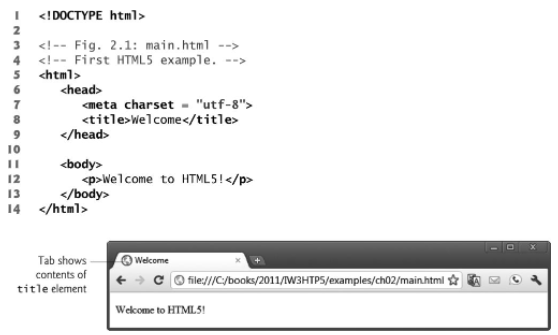 1 <!DOCTYPE html>
2
3 <!-- Fig. 2.1: main.html -->
4 <!-- First HTML5 example. -->
5 <html>
6 <head>
7 <meta charset = "utf-8">
8 <title>Welcome</title>
9 </head>
10
11 <body>
12 <p>Welcome to HTML5!</p>
13 </body>
14 </html>
Tab shows
contents of
title element
Welcome
file:///C:/books/2011/IW3HTP5/examples/ch02/main.html
Welcome to HTML5!